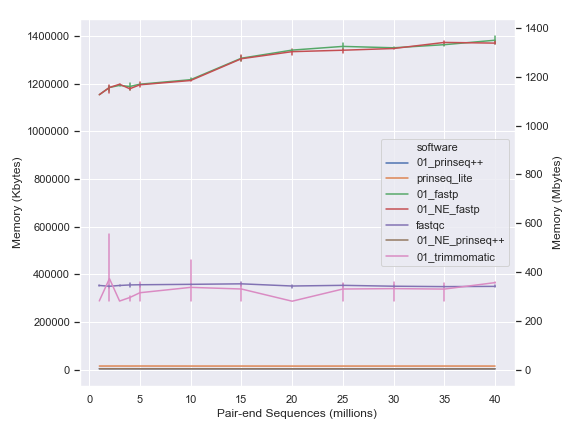 1400000
1200000
1000000
800000
600000
400000
200000
0
Memory (Kbytes)
1400
1200
1000
800
600
400
200
0
Memory (Mbytes)
software
01_prinseq++
prinseq_lite
01_fastp
01_NE_fastp
fastqc
01_NE_prinseq++
01_trimmomatic
0 5 10 15 20 25 30 35 40
Pair-end Sequences (millions)